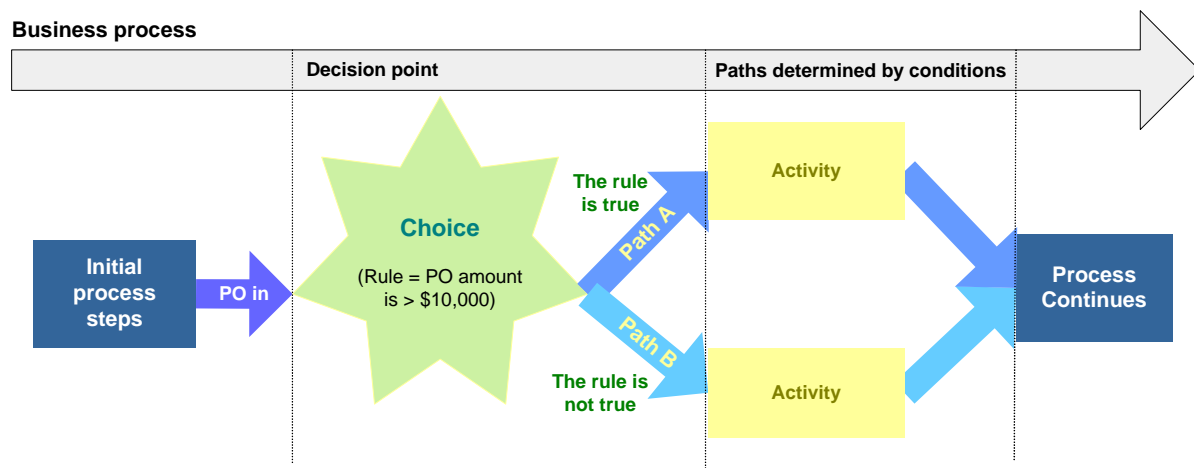 Business process
Decision point
Paths determined by conditions
Initial
process
steps
PO in
Choice
(Rule = PO amount
is > $10,000)
The rule
is true
Path A
Activity
Path B
The rule is
not true
Activity
Process
Continues